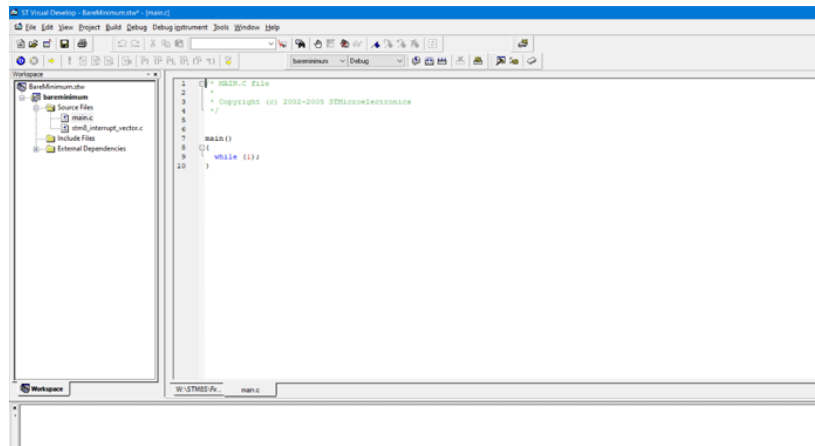 ST Visual Develop - BareMinimum.stw* - [main.c]
File Edit View Project Build Debug Debug instrument Tools Window Help
bareminimum Debug
Workspace
BareMinimum.stw
bareminimum
Source Files
main.c
stm8_interrupt_vector.c
Include Files
External Dependencies
1 /* MAIN.C file
2 *
3 * Copyright (c) 2002-2005 STMicroelectronics
4 */
5
6
7 main()
8 {
9 while (1);
10 }
Workspace
W:\STM8S\Fr... main.c